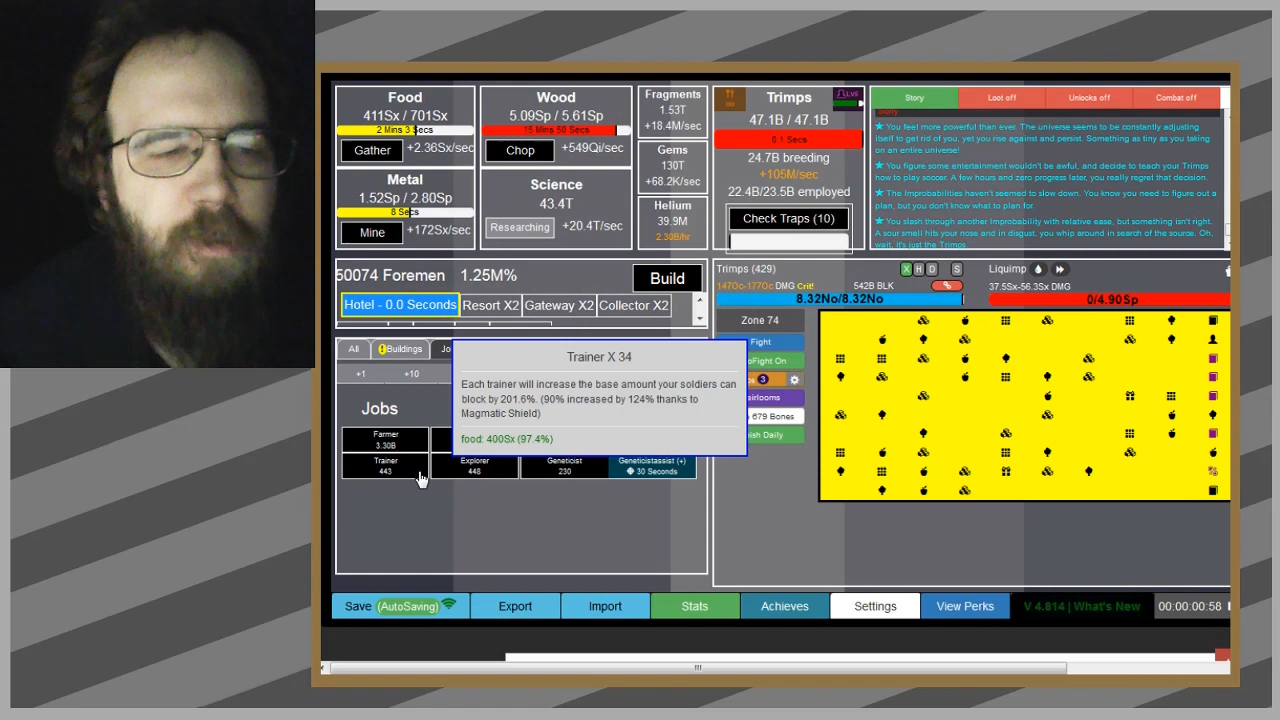 Food
411Sx / 701Sx
2 Mins 3 Secs
Gather
+2.36Sx/sec
Wood
5.09Sp / 5.61Sp
15 Mins 50 Secs
Chop
+549Qi/sec
Metal
1.52Sp / 2.80Sp
8 Secs
Mine
+172Sx/sec
Science
43.4T
Researching
+20.4T/sec
Fragments
1.53T
+18.4M/sec
Gems
130T
+68.2K/sec
Helium
39.9M
2.30B/hr
Trimps
47.1B / 47.1B
0.1 Secs
24.7B breeding
+105M/sec
22.4B/23.5B employed
Check Traps (10)
Story
Loot off
Unlocks off
Combat off
Story
★ You feel more powerful than ever. The universe seems to be constantly adjusting
itself to get rid of you, yet you rise against and persist. Something as tiny as you taking
on an entire universe!
★ You figure some entertainment wouldn't be awful, and decide to teach your Trimps
how to play soccer. A few hours and zero progress later, you really regret that decision.
★ The Improbabilities haven't seemed to slow down. You know you need to figure out a
plan, but you don't know what to plan for.
★ You slash through another Improbability with relative ease, but something isn't right.
A sour smell hits your nose and in disgust, you whip around in search of the source. Oh,
wait, it's just the Trimps.
50074 Foremen
1.25M%
Build
Hotel - 0.0 Seconds
Resort X2
Gateway X2
Collector X2
Trimps (429)
X H D S
Liquimp
1470c-1770c DMG Crit!
542B BLK
37.5Sx-56.3Sx DMG
8.32No/8.32No
0/4.90Sp
Zone 74
Fight
oFight On
3
eirlooms
679 Bones
ish Daily
All
Buildings
Jo
+1
+10
Jobs
Farmer
3.30B
Trainer
443
Explorer
448
Geneticist
230
Geneticistassist (+)
30 Seconds
Trainer X 34
Each trainer will increase the base amount your soldiers can
block by 201.6%. (90% increased by 124% thanks to
Magmatic Shield)
food: 400Sx (97.4%)
Save (AutoSaving)
Export
Import
Stats
Achieves
Settings
View Perks
V 4.814 | What's New
00:00:00:58